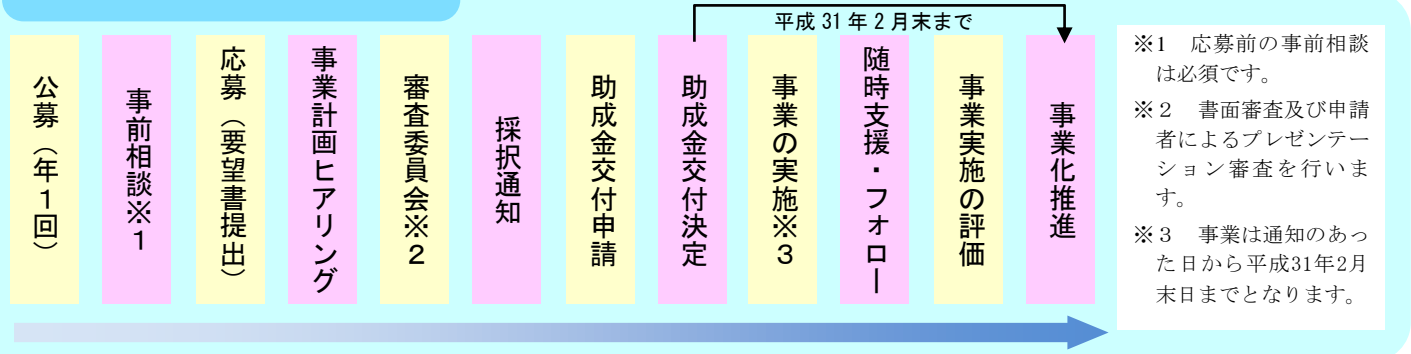 平成 31 年 2 月末まで
公募（年１回）
事前相談※１
応募（要望書提出）
事業計画ヒアリング
審査委員会※２
採択通知
助成金交付申請
助成金交付決定
事業の実施※３
随時支援・フォロー
事業実施の評価
事業化推進
※1　応募前の事前相談
は必須です。
※２　書面審査及び申請
者によるプレゼンテー
ション審査を行いま
す。
※３　事業は通知のあっ
た日から平成31年2月
末日までとなります。